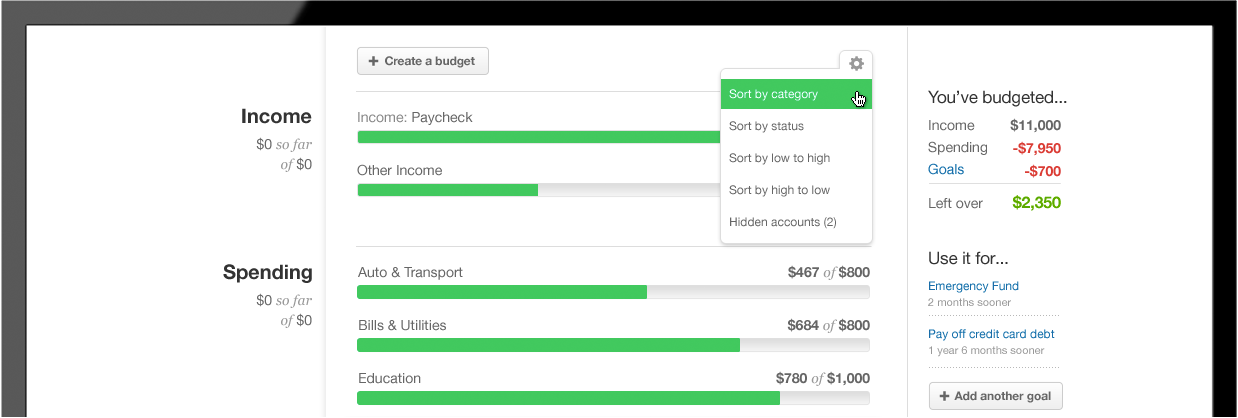 + Create a budget
Income
$0 so far
of $0
Income: Paycheck
Other Income
Sort by category
Sort by status
Sort by low to high
Sort by high to low
Hidden accounts (2)
Spending
$0 so far
of $0
Auto & Transport $467 of $800
Bills & Utilities $684 of $800
Education $780 of $1,000
You’ve budgeted...
Income $11,000
Spending -$7,950
Goals -$700
Left over $2,350
Use it for...
Emergency Fund
2 months sooner
Pay off credit card debt
1 year 6 months sooner
+ Add another goal